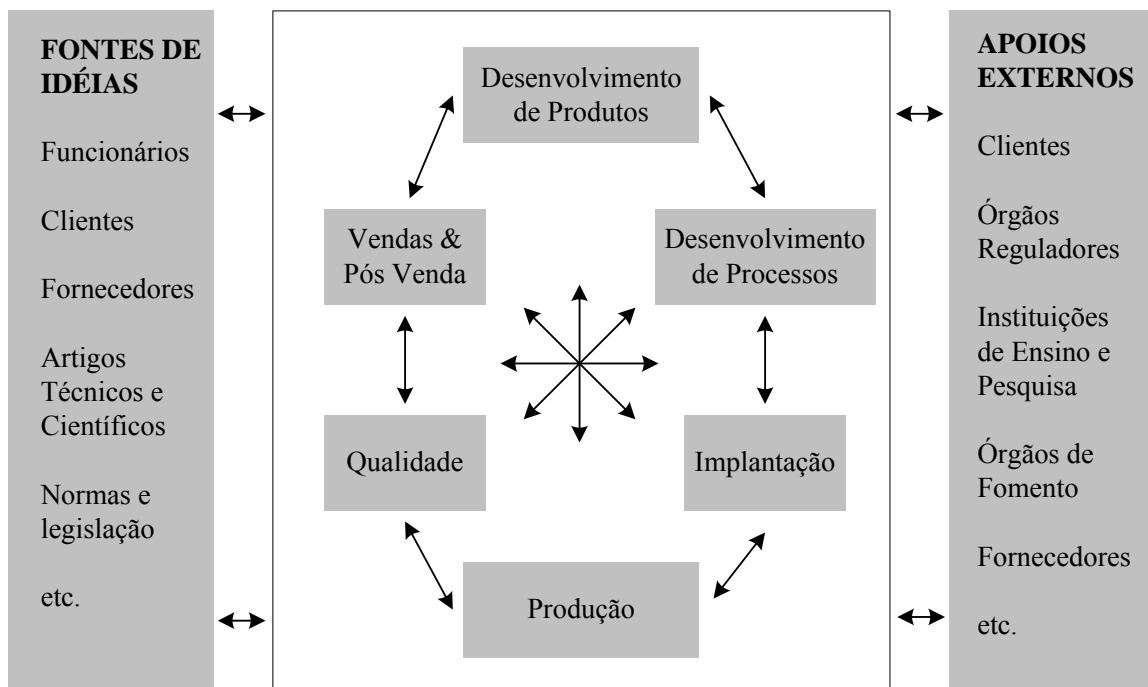 FONTES DE
IDÉIAS
Funcionários
Clientes
Fornecedores
Artigos
Técnicos e
Científicos
Normas e
legislação
etc.
Desenvolvimento
de Produtos
Vendas &
Pós Venda
Desenvolvimento
de Processos
Qualidade
Implantação
Produção
APOIOS
EXTERNOS
Clientes
Órgãos
Reguladores
Instituições
de Ensino e
Pesquisa
Órgãos de
Fomento
Fornecedores
etc.